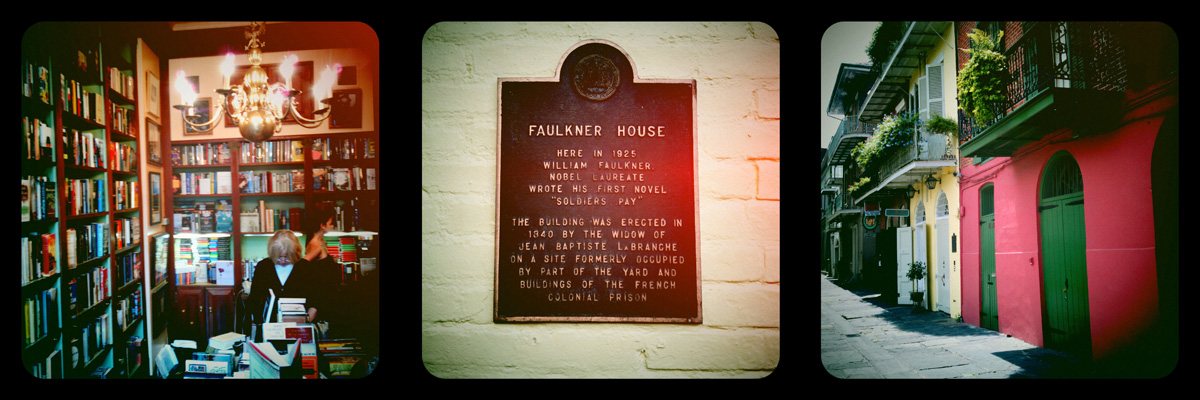 FAULKNER HOUSE
HERE IN 1925
WILLIAM FAULKNER,
NOBEL LAUREATE
WROTE HIS FIRST NOVEL
"SOLDIERS PAY"
THE BUILDING WAS ERECTED IN
1840 BY THE WIDOW OF
JEAN BAPTISTE LaBRANCHE
ON A SITE FORMERLY OCCUPIED
BY PART OF THE YARD AND
BUILDINGS OF THE FRENCH
COLONIAL PRISON